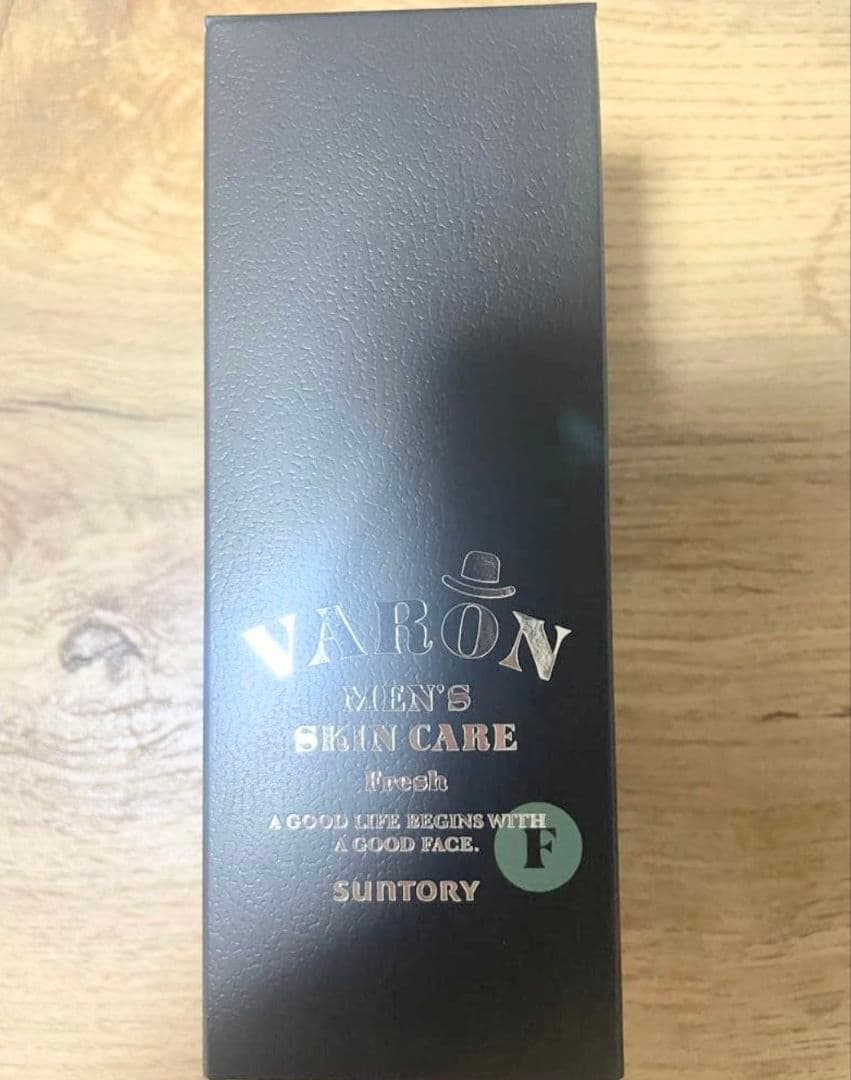 VARON
MEN'S
SKIN CARE
Fresh
A GOOD LIFE BEGINS WITH
A GOOD FACE.
F
SUNTORY